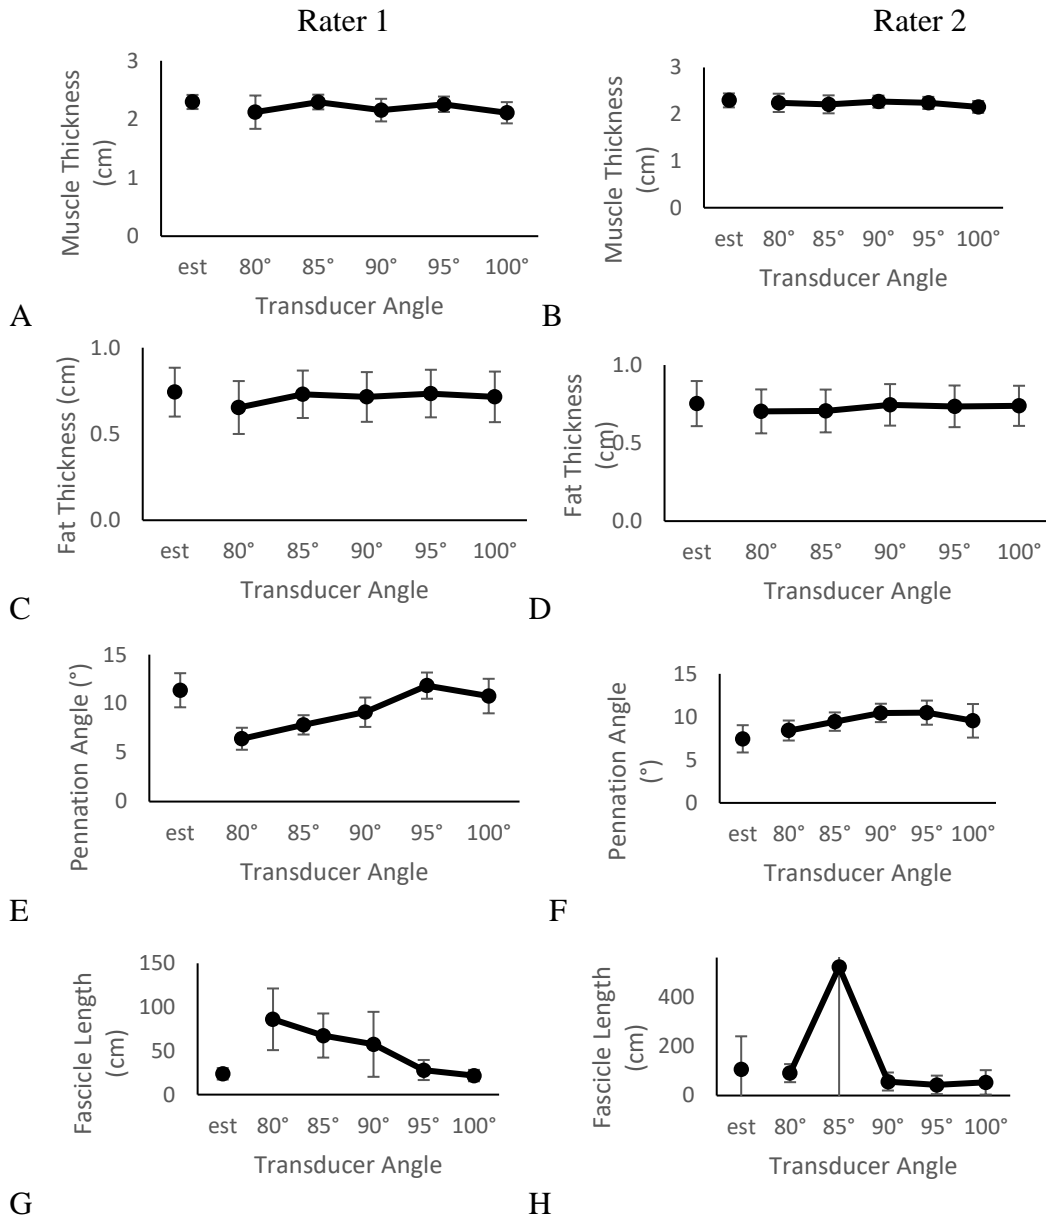 Rater 1
Rater 2
Muscle Thickness
(cm)
3
2
1
0
est 80° 85° 90° 95° 100°
Transducer Angle
A
Muscle Thickness
(cm)
3
2
1
0
est 80° 85° 90° 95° 100°
Transducer Angle
B
Fat Thickness (cm)
1.0
0.5
0.0
est 80° 85° 90° 95° 100°
Transducer Angle
C
Fat Thickness
(cm)
1.0
0.5
0.0
est 80° 85° 90° 95° 100°
Transducer Angle
D
Pennation Angle (°)
15
10
5
0
est 80° 85° 90° 95° 100°
Transducer Angle
E
Pennation Angle
(°)
15
10
5
0
est 80° 85° 90° 95° 100°
Transducer Angle
F
Fascicle Length
(cm)
150
100
50
0
est 80° 85° 90° 95° 100°
Transducer Angle
G
Fascicle Length
(cm)
400
200
0
est 80° 85° 90° 95° 100°
Transducer Angle
H